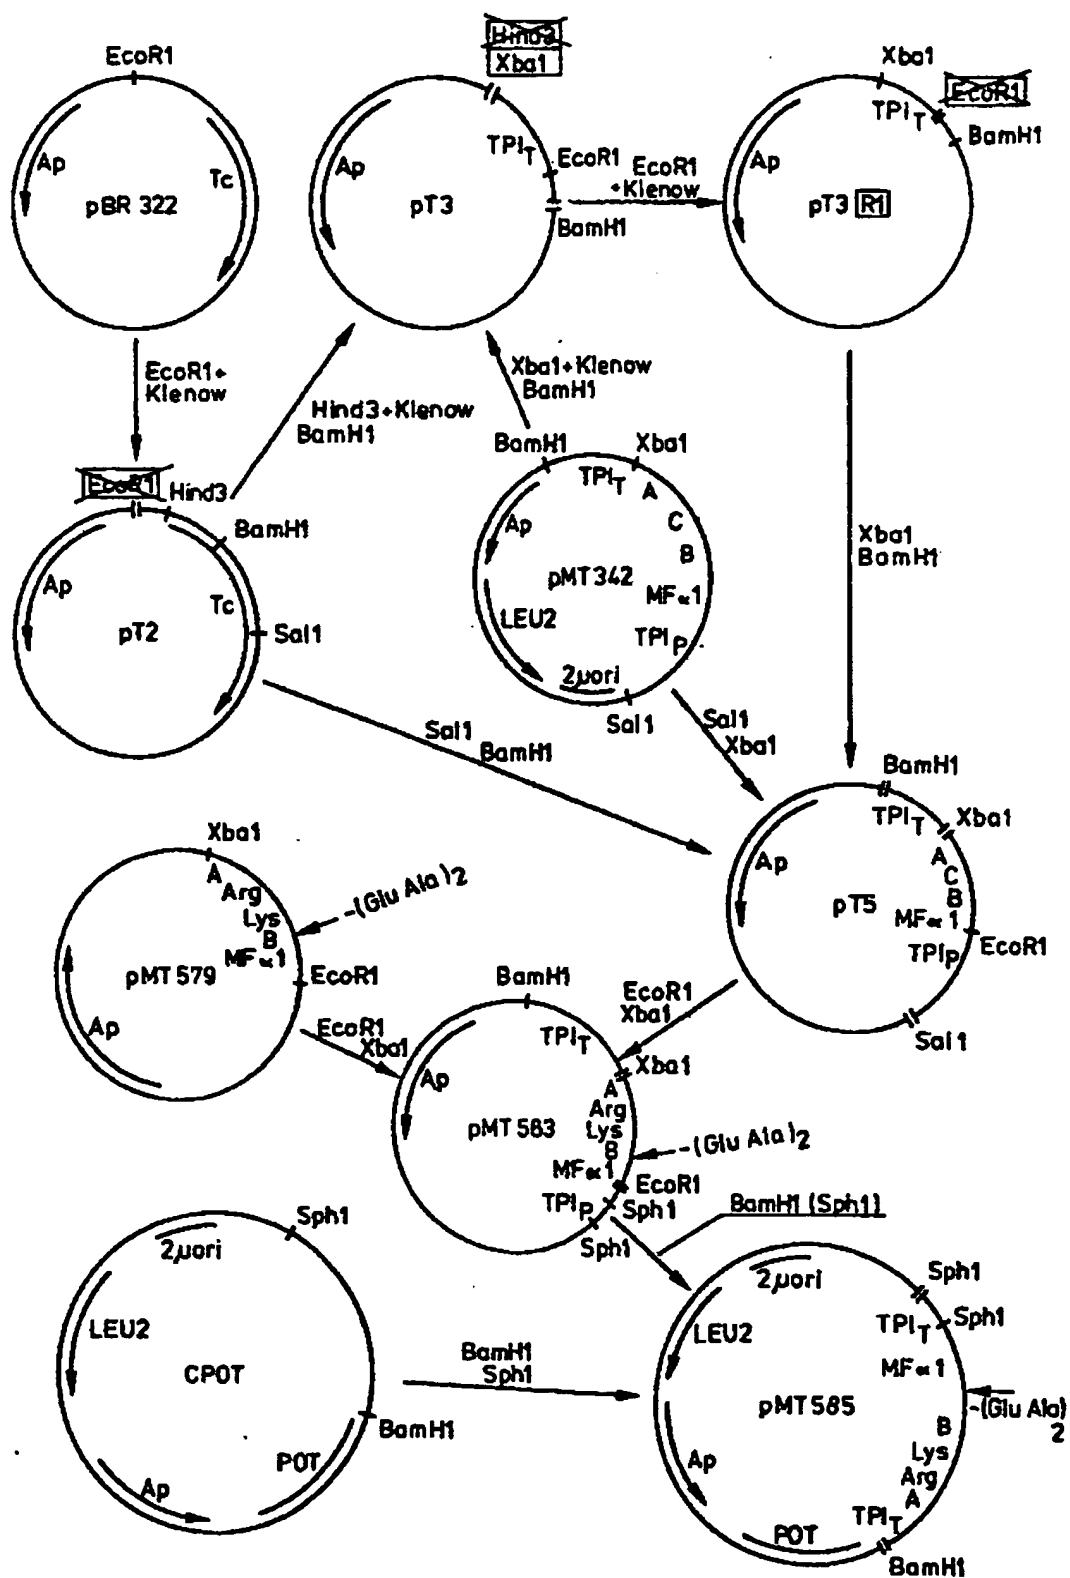 EcoR1
Ap
Tc
pBR 322
EcoR1+
Klenow
Hind3
Xba1
TPIT
EcoR1
BamH1
Ap
pT3
EcoR1
+Klenow
Xba1
TPIT
EcoR1
BamH1
Ap
pT3 R1
Hind3+Klenow
BamH1
Xba1+Klenow
BamH1
EcoR1
Hind3
BamH1
Ap
Tc
Sal1
pT2
BamH1
Xba1
TPIT
A
C
B
MFα1
TPIP
Ap
pMT342
LEU2
2μori
Sal1
Xba1
BamH1
Sal1
BamH1
Sal1
Xba1
BamH1
TPIT
Xba1
A
C
B
MFα1
EcoR1
TPIP
Sal1
Ap
pT5
Xba1
A
Arg
Lys
B
MFα1
-(Glu Ala)2
EcoR1
pMT579
Ap
EcoR1
Xba1
EcoR1
Xba1
BamH1
TPIT
Xba1
A
Arg
Lys
B
MFα1
-(Glu Ala)2
EcoR1
TPIP
Sph1
Sph1
Ap
pMT583
BamH1 (Sph1)
Sph1
2μori
LEU2
CPOT
BamH1
POT
Ap
BamH1
Sph1
2μori
Sph1
Sph1
TPIT
LEU2
MFα1
-(Glu Ala)
2
pMT585
B
Lys
Arg
A
TPIT
Ap
POT
BamH1